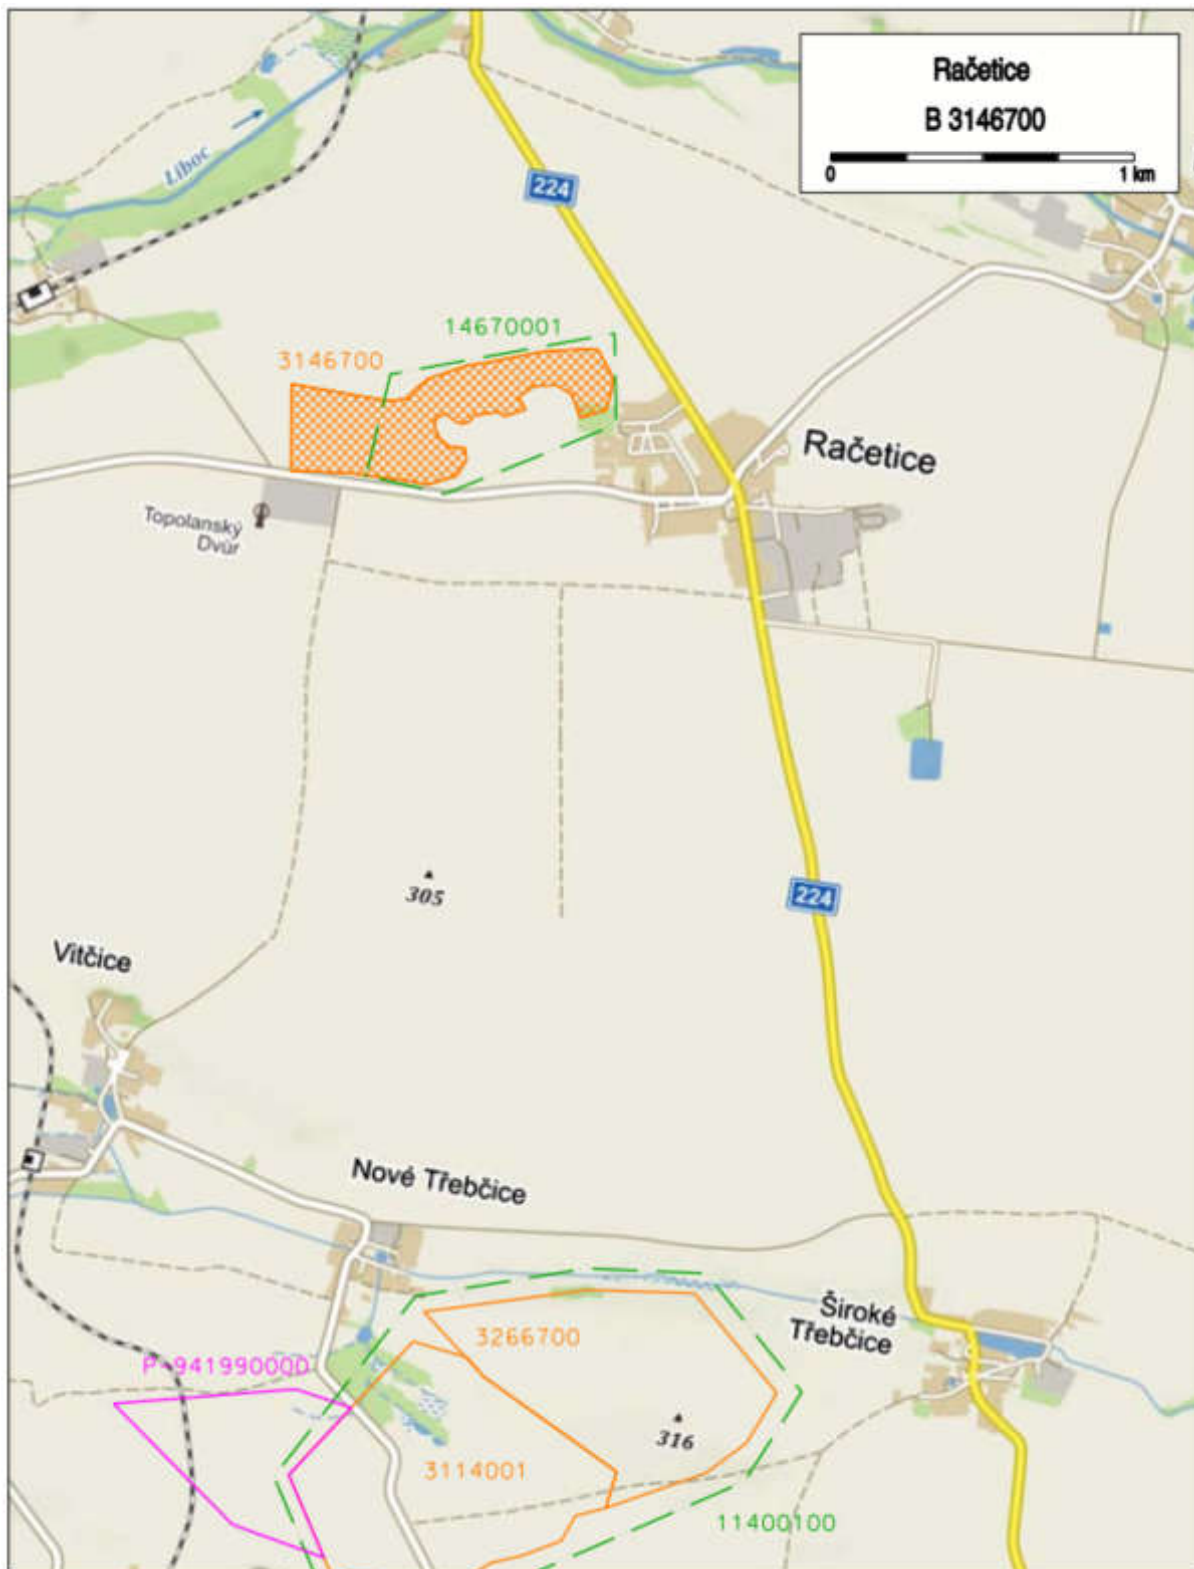 Račetice
B 3146700
0 1 km
Liboc
224
14670001
3146700
Račetice
Topolanský
Dvůr
305
224
Vitčice
Nové Třebčice
Široké
Třebčice
3266700
P-941990000
316
3114001
11400100